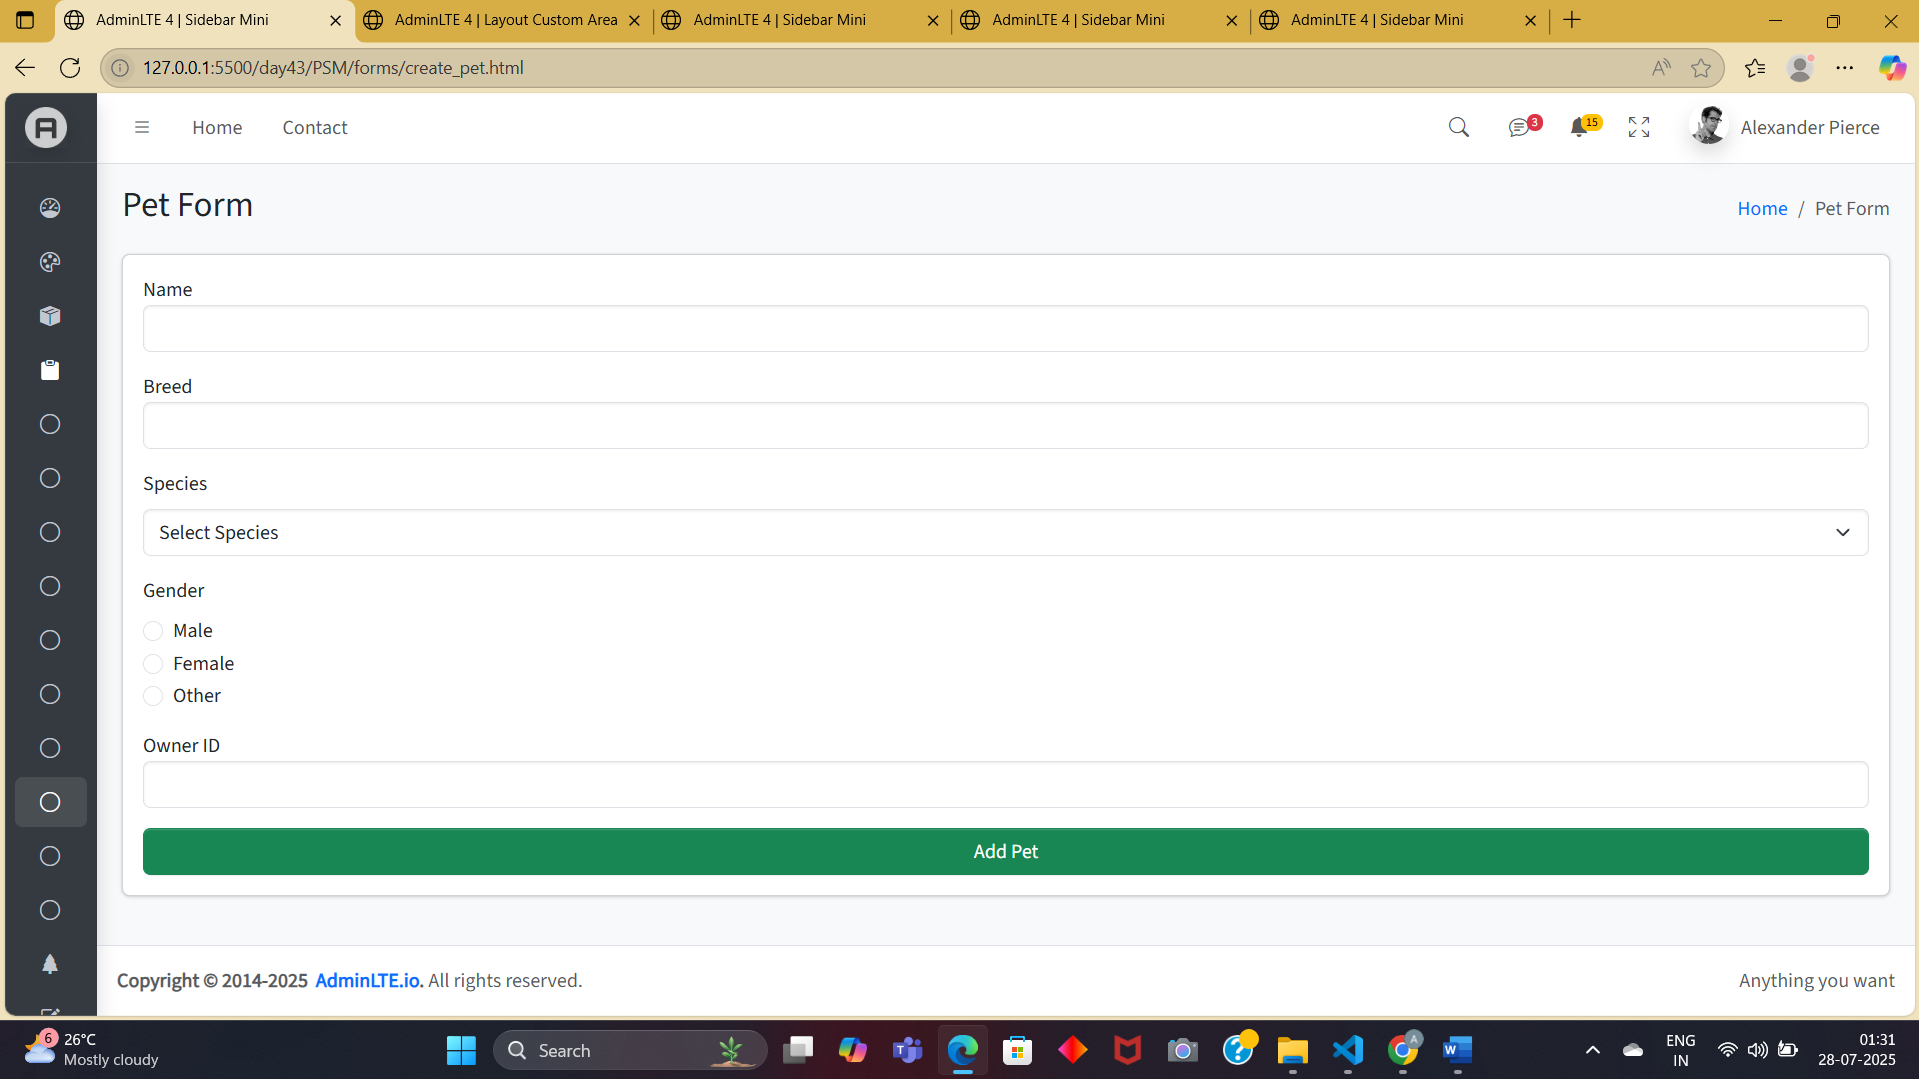 AdminLTE 4 | Sidebar Mini
AdminLTE 4 | Layout Custom Area
AdminLTE 4 | Sidebar Mini
AdminLTE 4 | Sidebar Mini
AdminLTE 4 | Sidebar Mini
127.0.0.1:5500/day43/PSM/forms/create_pet.html
Home
Contact
3
15
Alexander Pierce
Pet Form
Home / Pet Form
Name
Breed
Species
Select Species
Gender
Male
Female
Other
Owner ID
Add Pet
Copyright © 2014-2025 AdminLTE.io. All rights reserved.
Anything you want
6
26°C
Mostly cloudy
Search
A
ENG
IN
01:31
28-07-2025